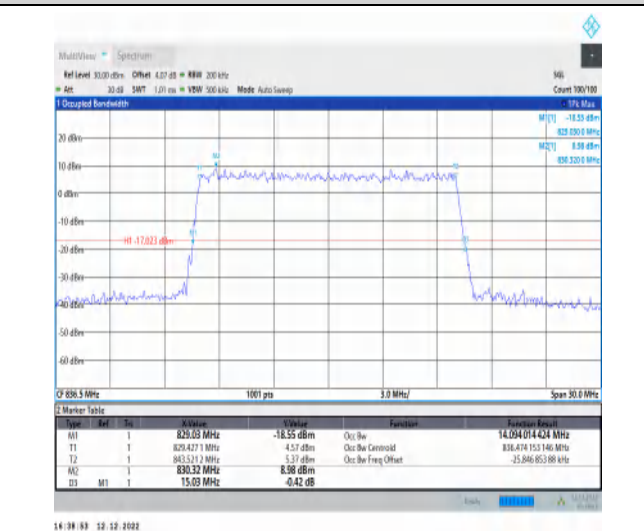 MultiView Spectrum
Ref Level 30.00 dBm Offset 4.07 dB RBW 200 kHz SGL
Att 30 dB SWT 1.01 ms VBW 500 kHz Mode Auto Sweep Count 100/100
1 Occupied Bandwidth 1Pk Max
M1[1] -18.55 dBm
829.0300 MHz
M2[1] 8.98 dBm
830.3200 MHz
20 dBm
10 dBm
0 dBm
-10 dBm
H1 -17.023 dBm
-20 dBm
-30 dBm
-40 dBm
-50 dBm
-60 dBm
CF 836.5 MHz 1001 pts 3.0 MHz/ Span 30.0 MHz
2 Marker Table
Type Ref Trc X-Value Y-Value Function Function Result
M1 1 829.03 MHz -18.55 dBm Occ Bw 14.094 014 424 MHz
T1 1 829.427 1 MHz 4.57 dBm Occ Bw Centroid 836.474 153 146 MHz
T2 1 843.521 2 MHz 5.37 dBm Occ Bw Freq Offset -25.846 853 88 kHz
M2 1 830.32 MHz 8.98 dBm
D3 M1 1 15.03 MHz -0.42 dB
Ready
16:38:53 12.12.2022